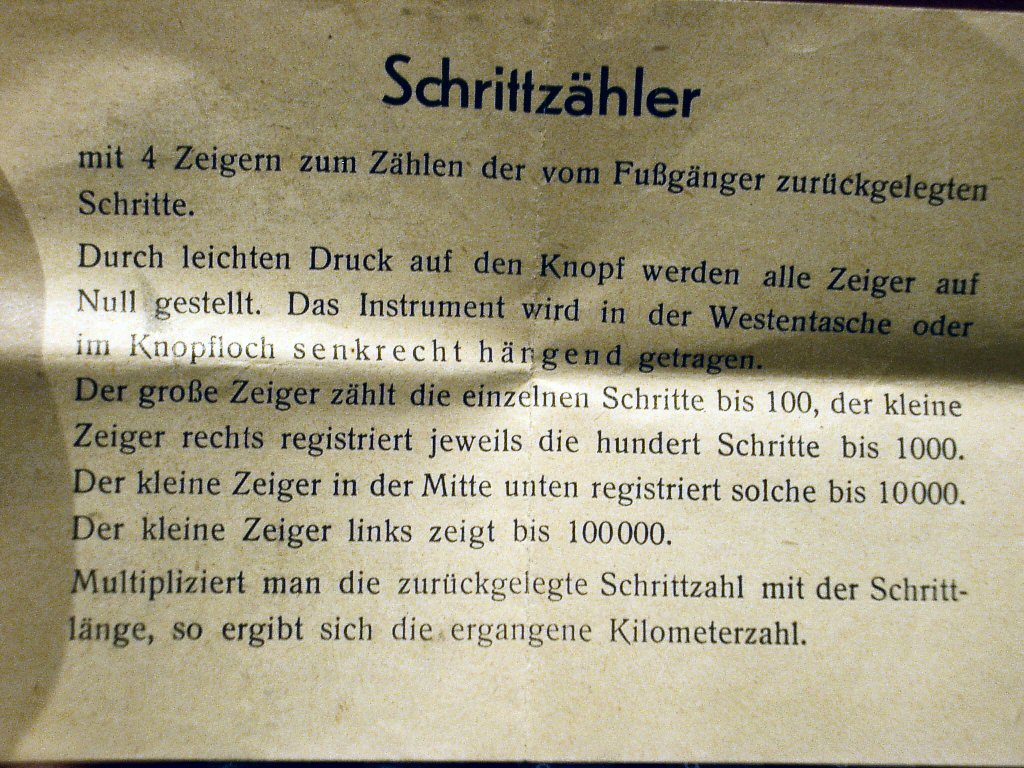 Schrittzähler
mit 4 Zeigern zum Zählen der vom Fußgänger zurückgelegten
Schritte.
Durch leichten Druck auf den Knopf werden alle Zeiger auf
Null gestellt. Das Instrument wird in der Westentasche oder
im Knopfloch senkrecht hängend getragen.
Der große Zeiger zählt die einzelnen Schritte bis 100, der kleine
Zeiger rechts registriert jeweils die hundert Schritte bis 1000.
Der kleine Zeiger in der Mitte unten registriert solche bis 10000.
Der kleine Zeiger links zeigt bis 100000.
Multipliziert man die zurückgelegte Schrittzahl mit der Schritt-
länge, so ergibt sich die ergangene Kilometerzahl.